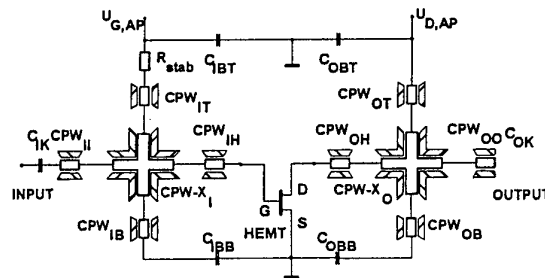 U_G,AP
U_D,AP
R_stab
C_IBT
C_OBT
CPW_IT
CPW_OT
C_IK CPW_II
CPW_IH
CPW_OH
CPW_OO C_OK
INPUT
CPW-X_I
G
D
S
HEMT
CPW-X_O
OUTPUT
CPW_IB
C_IBB
C_OBB
CPW_OB